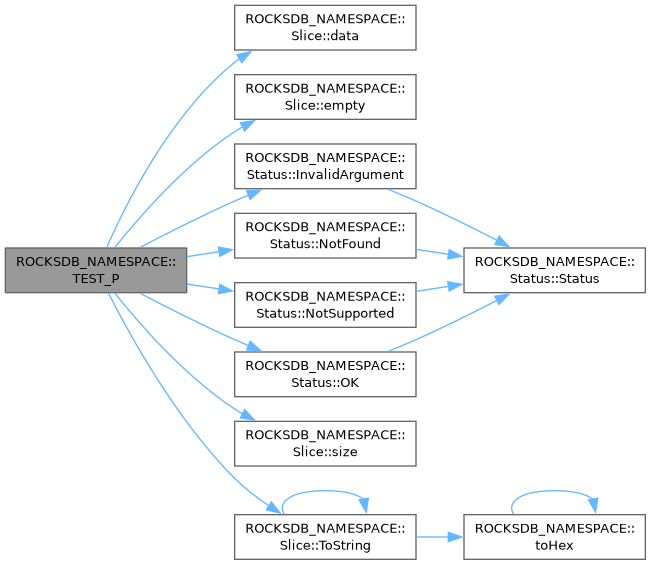 ROCKSDB_NAMESPACE::
TEST_P
ROCKSDB_NAMESPACE::
Slice::data
ROCKSDB_NAMESPACE::
Slice::empty
ROCKSDB_NAMESPACE::
Status::InvalidArgument
ROCKSDB_NAMESPACE::
Status::NotFound
ROCKSDB_NAMESPACE::
Status::NotSupported
ROCKSDB_NAMESPACE::
Status::OK
ROCKSDB_NAMESPACE::
Slice::size
ROCKSDB_NAMESPACE::
Slice::ToString
ROCKSDB_NAMESPACE::
Status::Status
ROCKSDB_NAMESPACE::
toHex